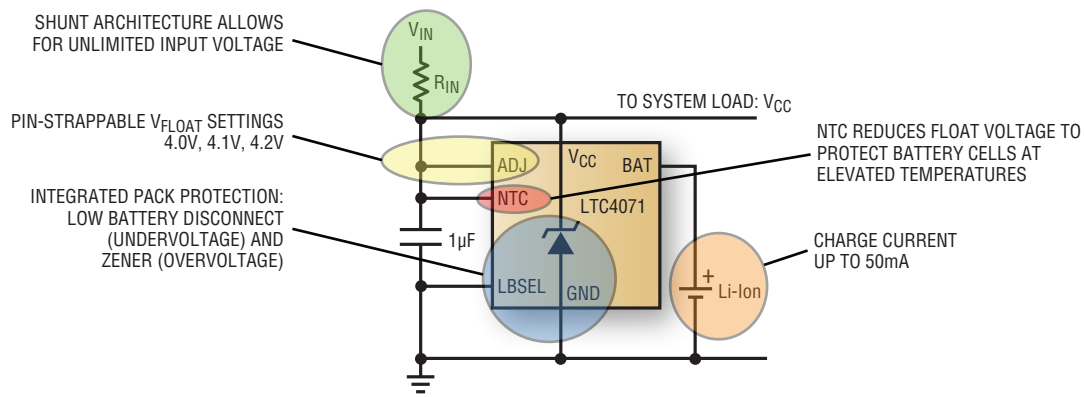 SHUNT ARCHITECTURE ALLOWS
FOR UNLIMITED INPUT VOLTAGE
VIN
RIN
TO SYSTEM LOAD: VCC
PIN-STRAPPABLE VFLOAT SETTINGS
4.0V, 4.1V, 4.2V
NTC REDUCES FLOAT VOLTAGE TO
PROTECT BATTERY CELLS AT
ELEVATED TEMPERATURES
ADJ
VCC
BAT
NTC
LTC4071
INTEGRATED PACK PROTECTION:
LOW BATTERY DISCONNECT
(UNDERVOLTAGE) AND
ZENER (OVERVOLTAGE)
1µF
CHARGE CURRENT
UP TO 50mA
LBSEL
GND
+
Li-Ion